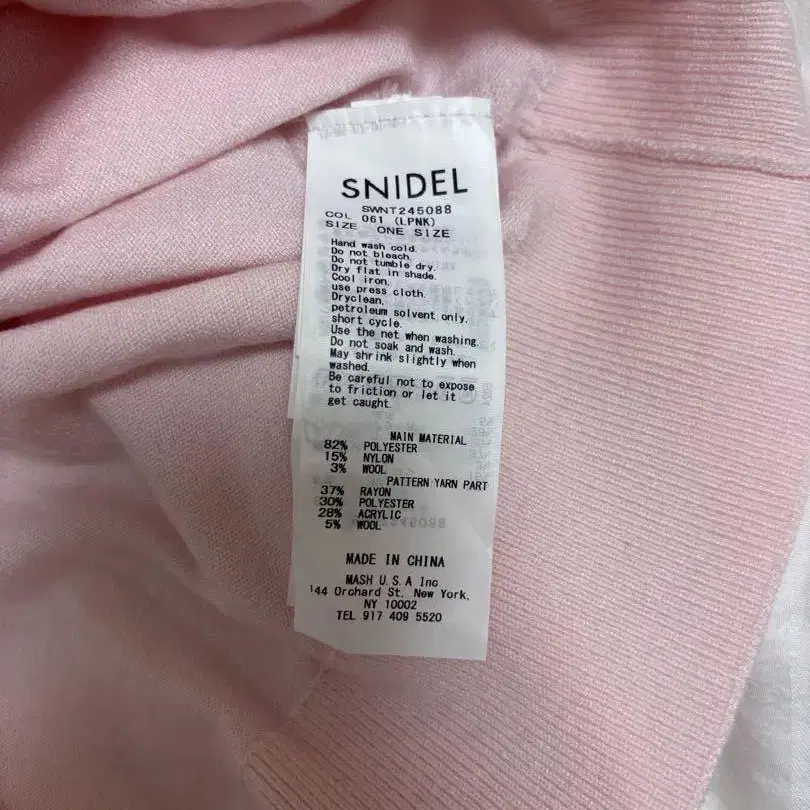 SNIDEL
SWNT245088
COL 061 (LPNK)
SIZE ONE SIZE
Hand wash cold.
Do not bleach.
Do not tumble dry.
Dry flat in shade.
Cool iron.
use press cloth.
Dryclean,
petroleum solvent only,
short cycle.
Use the net when washing.
Do not soak and wash.
May shrink slightly when
washed.
Be careful not to expose
to friction or let it
get caught.
MAIN MATERIAL
82% POLYESTER
15% NYLON
3% WOOL
PATTERN YARN PART
37% RAYON
30% POLYESTER
28% ACRYLIC
5% WOOL
MADE IN CHINA
MASH U.S.A Inc
144 Orchard St. New York,
NY 10002
TEL 917 409 5520